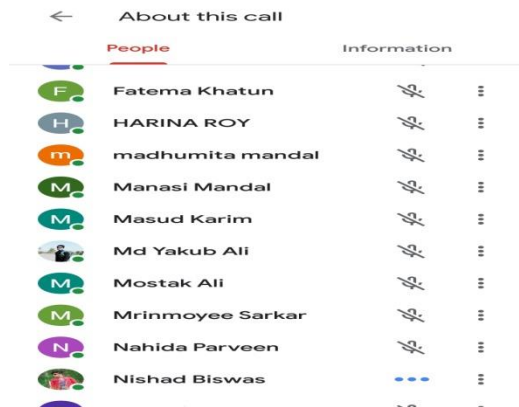 About this call
People Information
F Fatema Khatun
H HARINA ROY
m madhumita mandal
M Manasi Mandal
M Masud Karim
Md Yakub Ali
M Mostak Ali
M Mrinmoyee Sarkar
N Nahida Parveen
Nishad Biswas